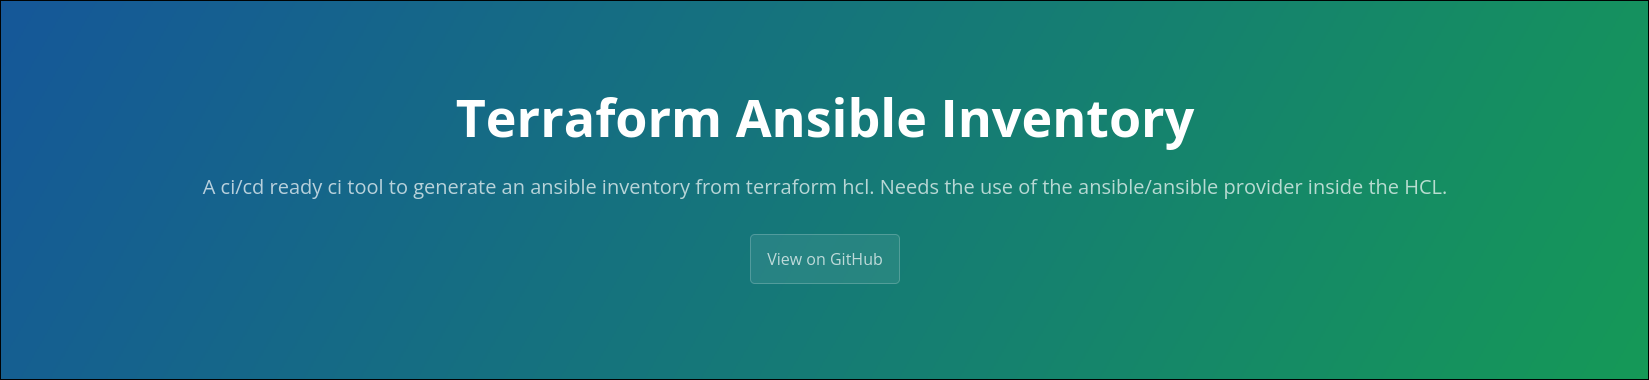 Terraform Ansible Inventory
A ci/cd ready ci tool to generate an ansible inventory from terraform hcl. Needs the use of the ansible/ansible provider inside the HCL.
View on GitHub